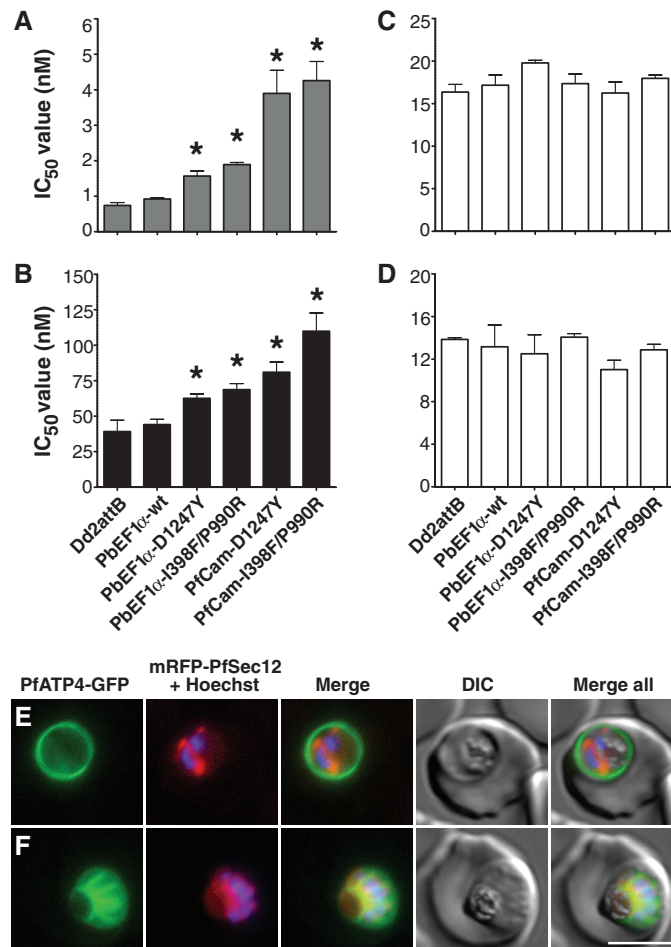 A
C
IC50 value (nM)
6
5
4
3
2
1
0
*
*
*
*
25
20
15
10
5
0
B
D
IC50 value (nM)
150
125
100
75
50
25
0
*
*
*
*
20
16
12
8
4
0
Dd2attB
PbEF1α-wt
PbEF1α-D1247Y
PbEF1α-I398F/P990R
PfCam-D1247Y
PfCam-I398F/P990R
Dd2attB
PbEF1α-wt
PbEF1α-D1247Y
PbEF1α-I398F/P990R
PfCam-D1247Y
PfCam-I398F/P990R
PfATP4-GFP
mRFP-PfSec12
+ Hoechst
Merge
DIC
Merge all
E
F